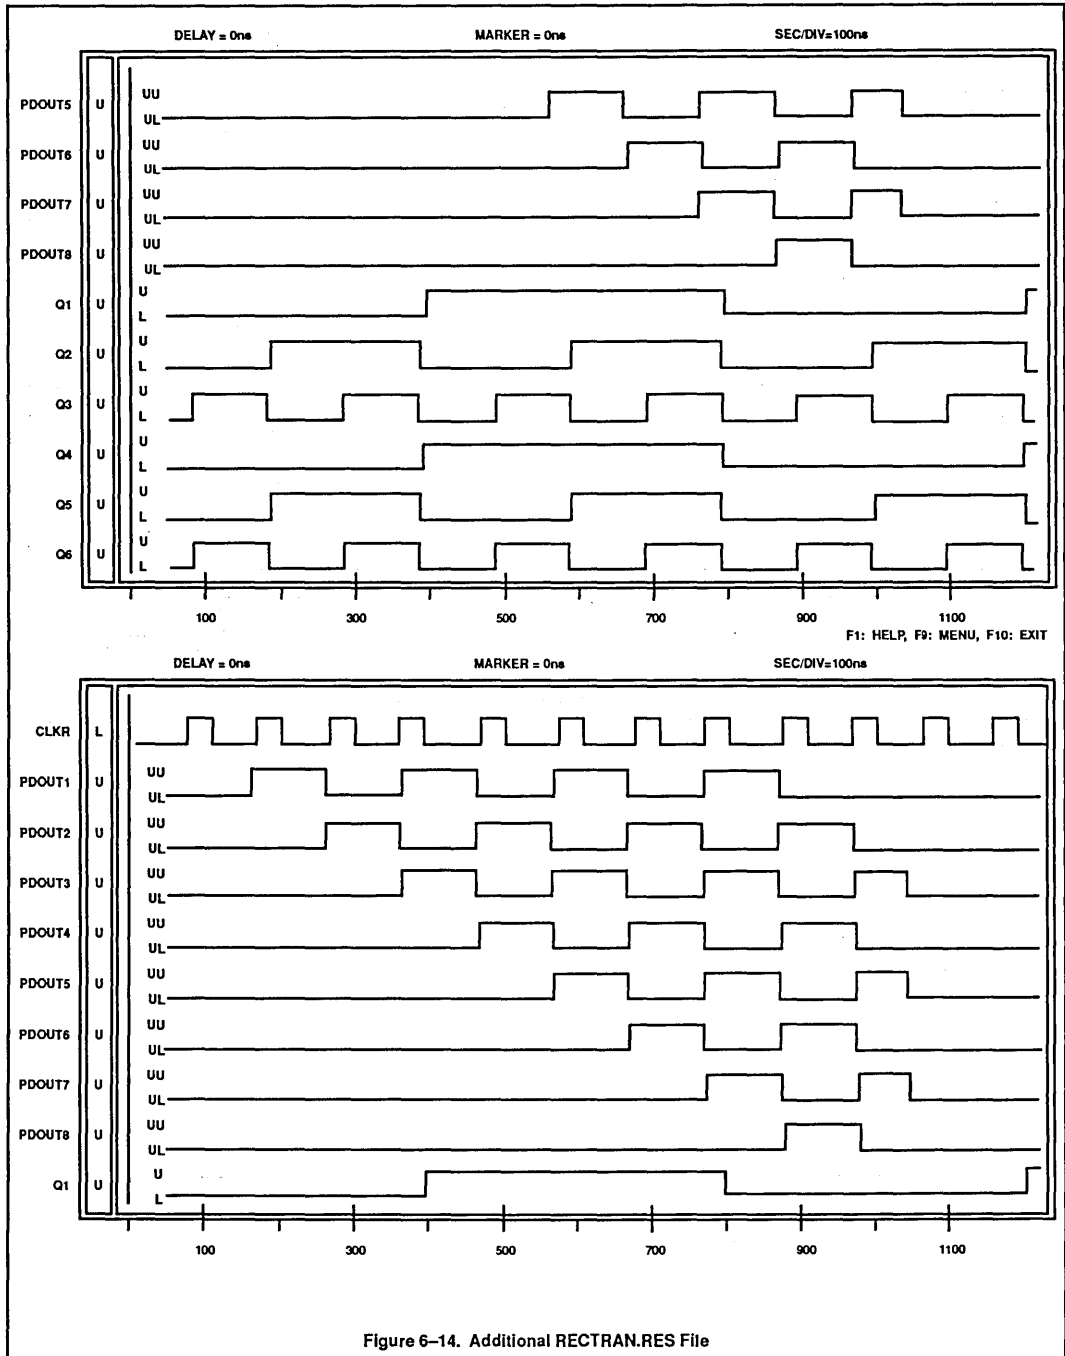 DELAY = 0ns MARKER = 0ns SEC/DIV=100ns
UU
PDOUT5 U
UL
UU
PDOUT6 U
UL
UU
PDOUT7 U
UL
UU
PDOUT8 U
UL
U
Q1 U
L
U
Q2 U
L
U
Q3 U
L
U
Q4 U
L
U
Q5 U
L
U
Q6 U
L
100 300 500 700 900 1100
F1: HELP, F9: MENU, F10: EXIT
DELAY = 0ns MARKER = 0ns SEC/DIV=100ns
CLKR L
UU
PDOUT1 U
UL
UU
PDOUT2 U
UL
UU
PDOUT3 U
UL
UU
PDOUT4 U
UL
UU
PDOUT5 U
UL
UU
PDOUT6 U
UL
UU
PDOUT7 U
UL
UU
PDOUT8 U
UL
U
Q1 U
L
100 300 500 700 900 1100
Figure 6–14. Additional RECTRAN.RES File